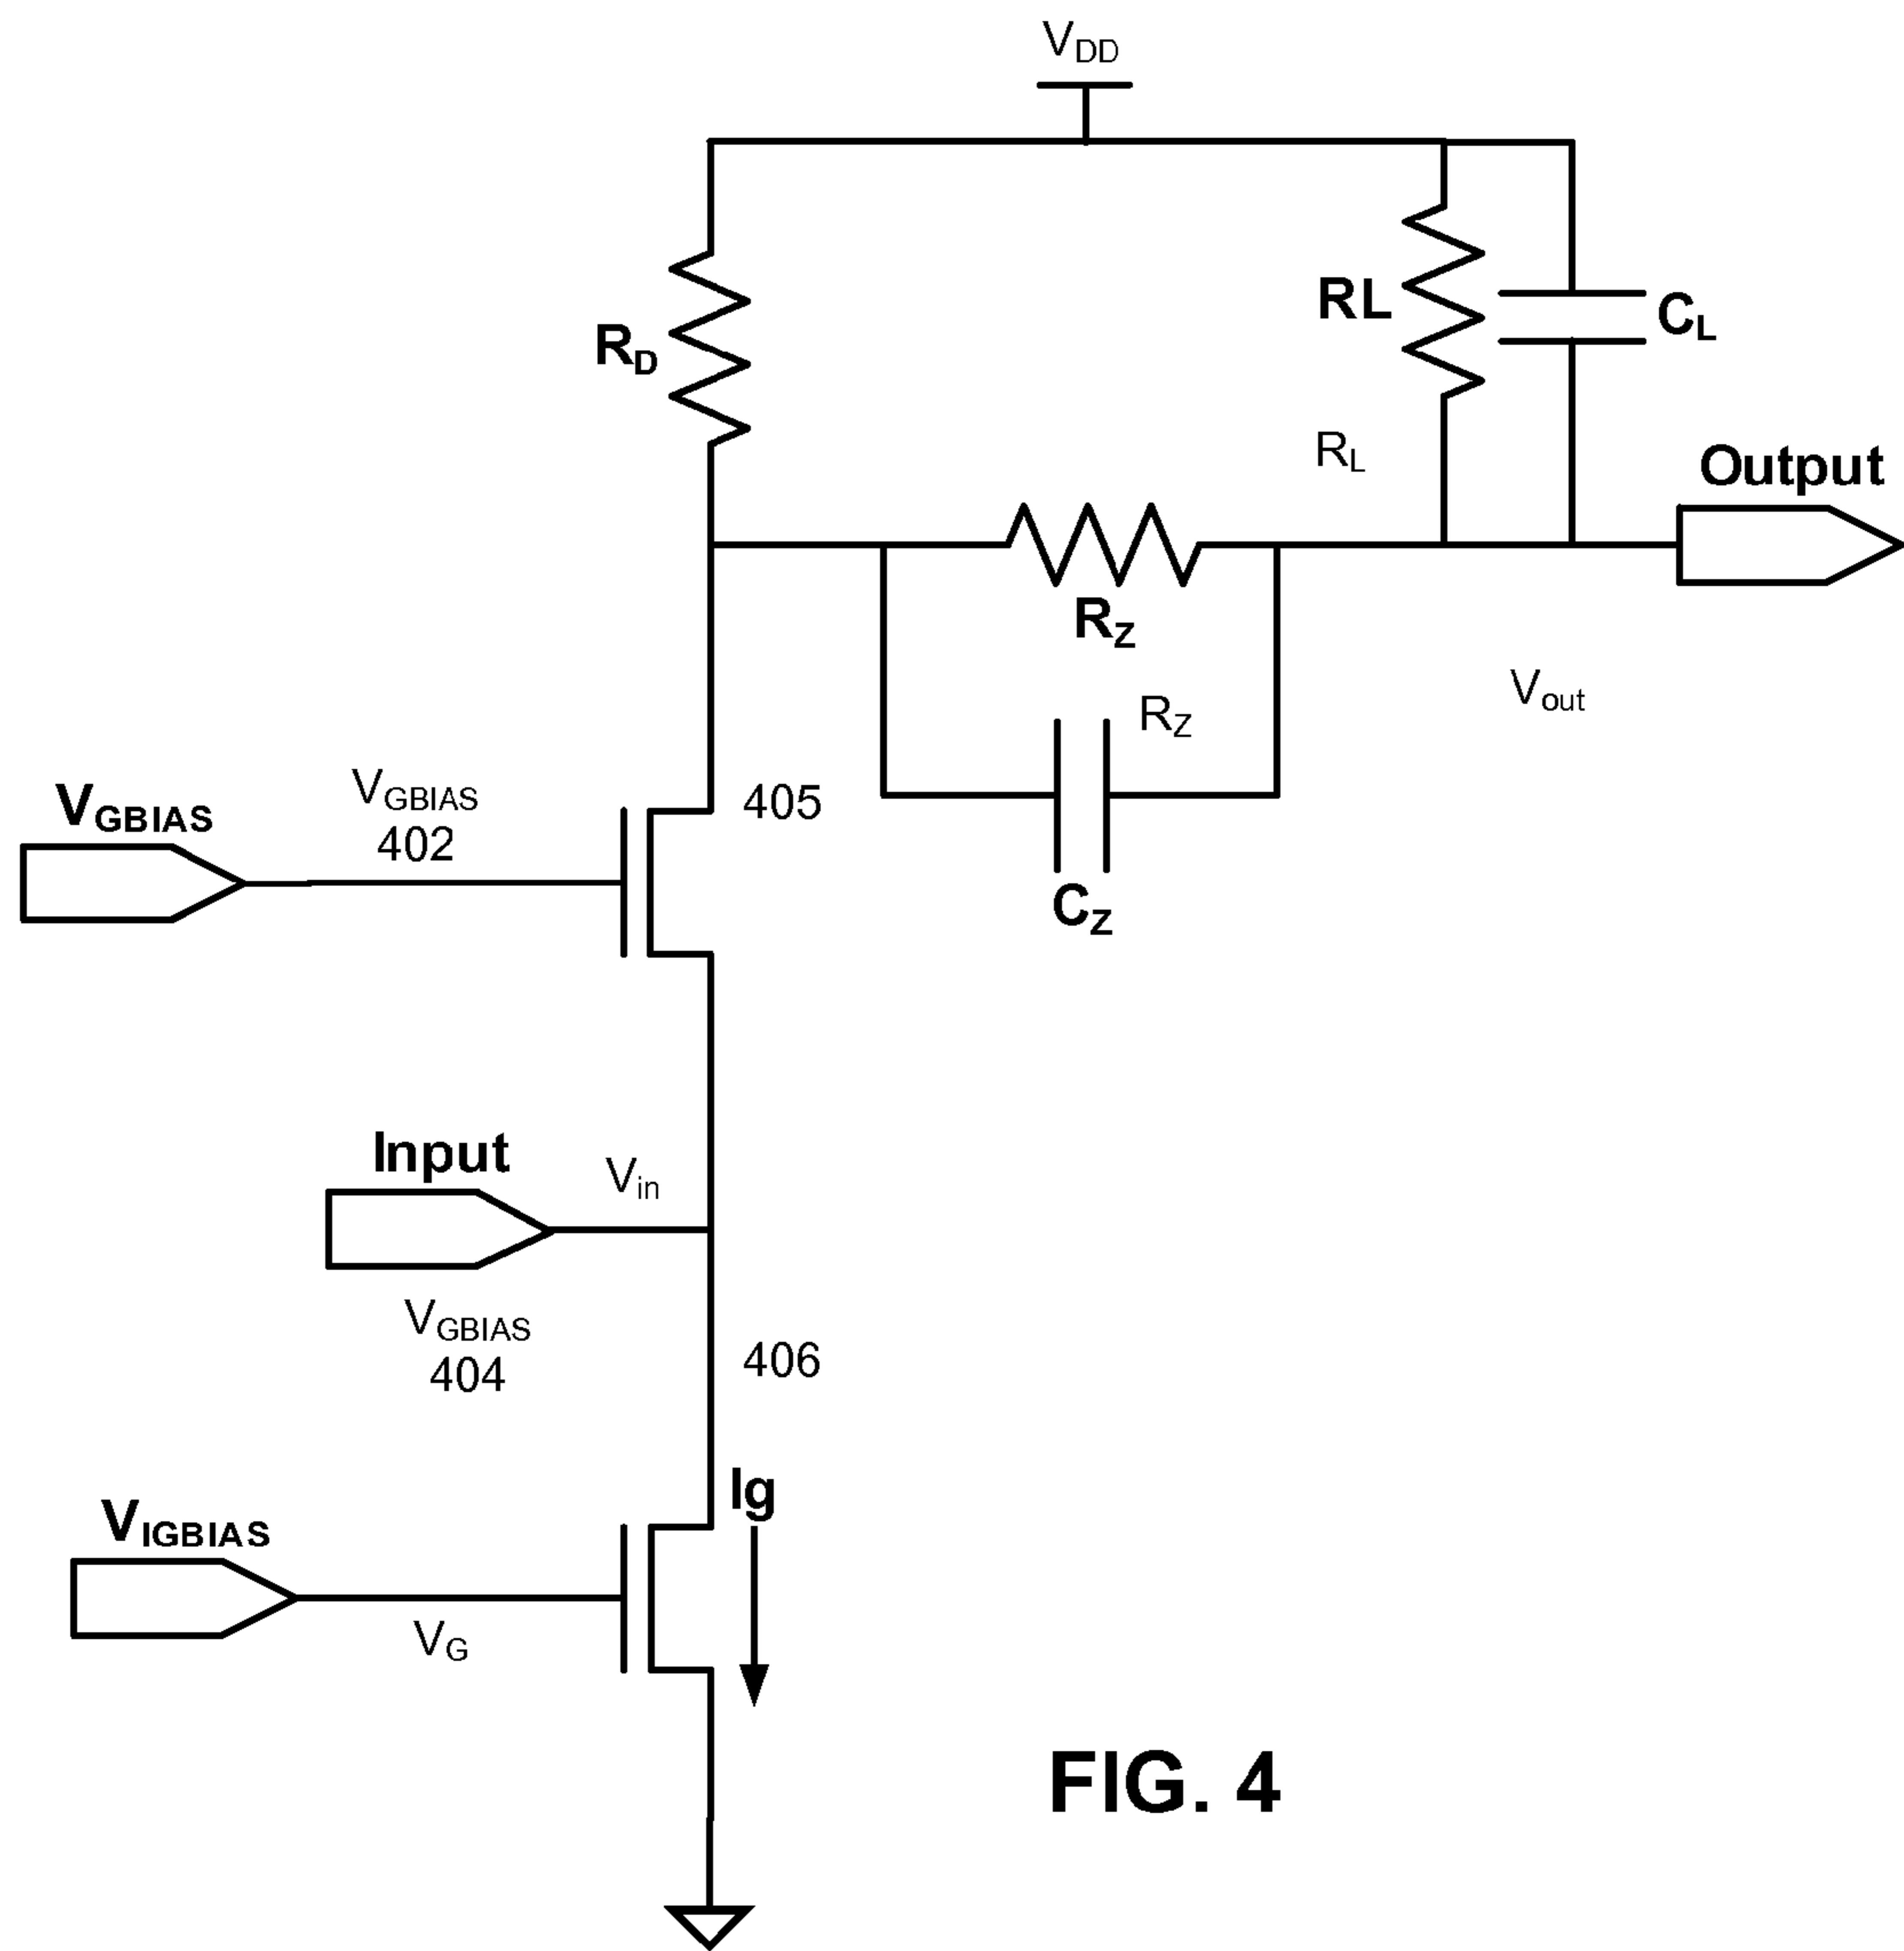 VDD
RL
CL
RD
RL
Output
RZ
RZ
Vout
VGBIAS
VGBIAS
402
405
CZ
Input
Vin
VGBIAS
404
406
Ig
VIGBIAS
VG
FIG. 4